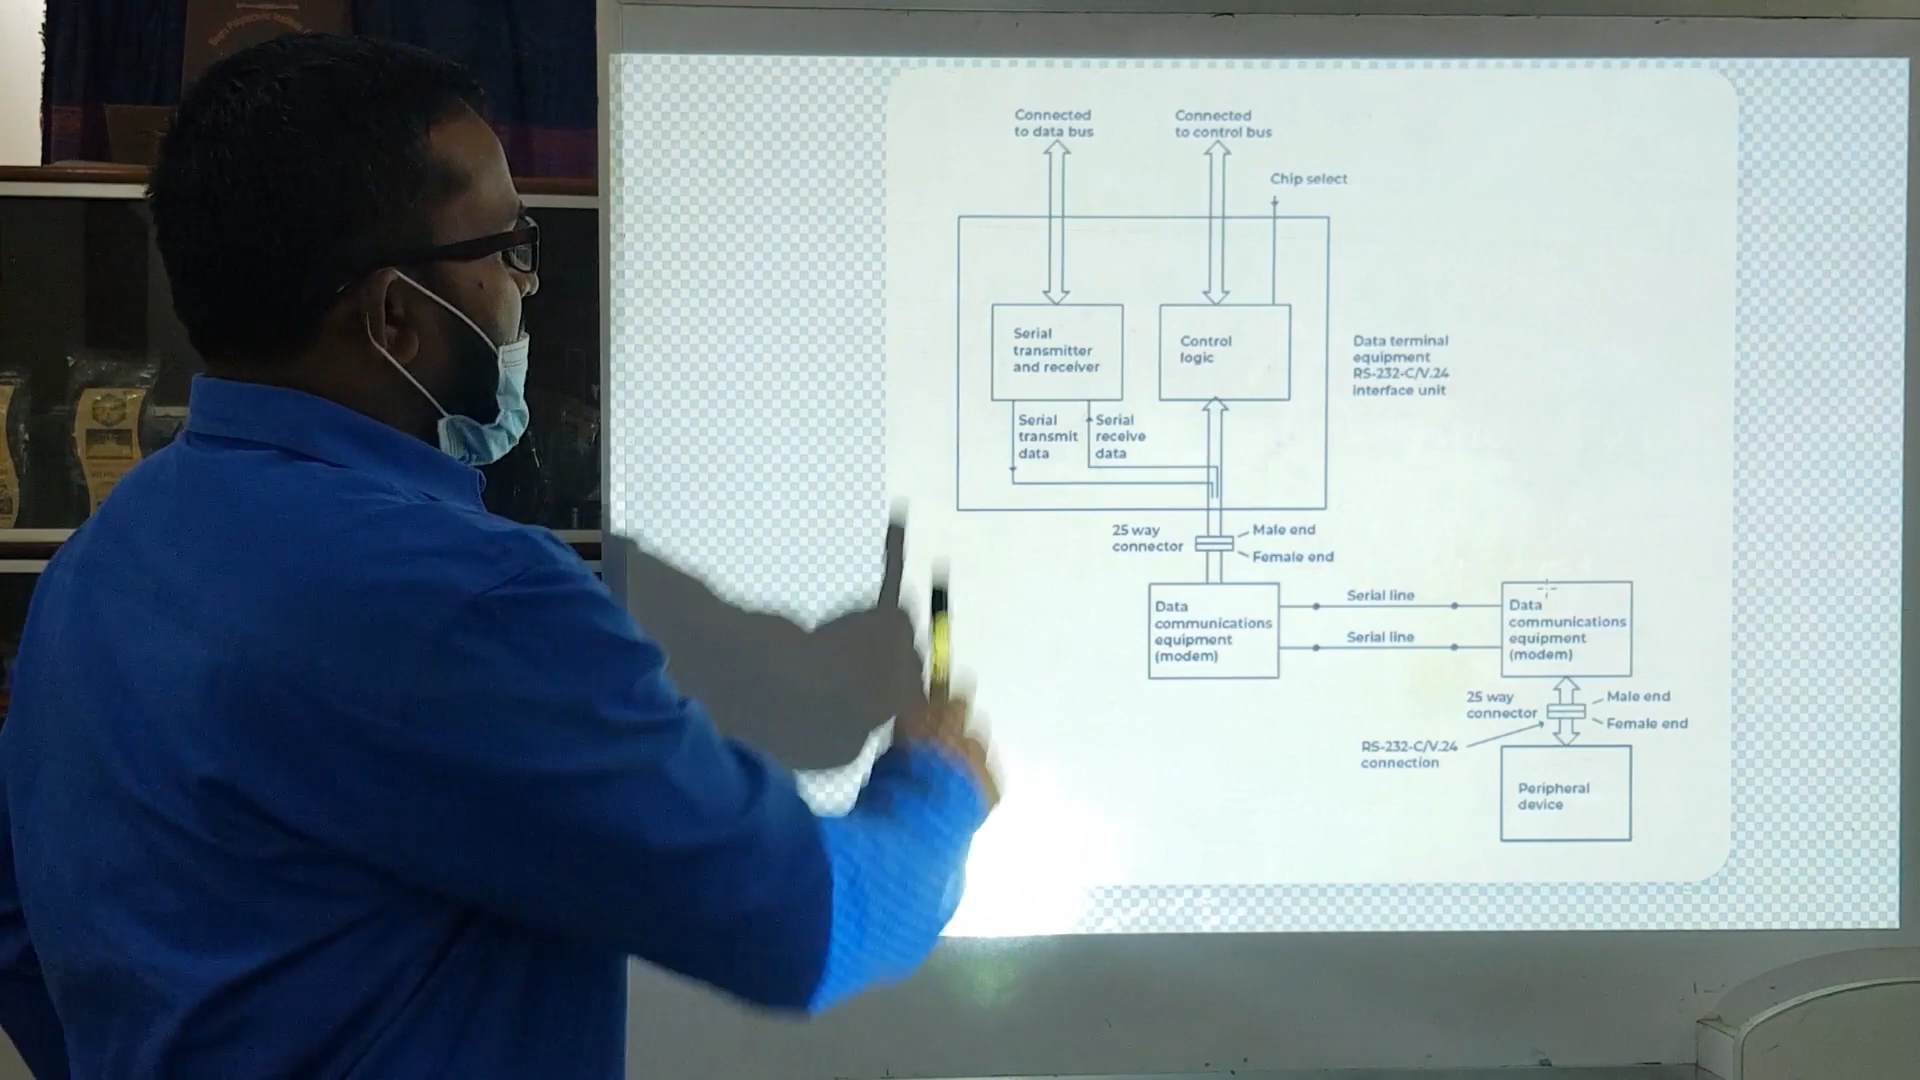 Connected
to data bus
Connected
to control bus
Chip select
Serial
transmitter
and receiver
Control
logic
Data terminal
equipment
RS-232-C/V.24
interface unit
Serial
transmit
data
Serial
receive
data
25 way
connector
Male end
Female end
Data
communications
equipment
(modem)
Serial line
Serial line
Data
communications
equipment
(modem)
25 way
connector
Male end
Female end
RS-232-C/V.24
connection
Peripheral
device